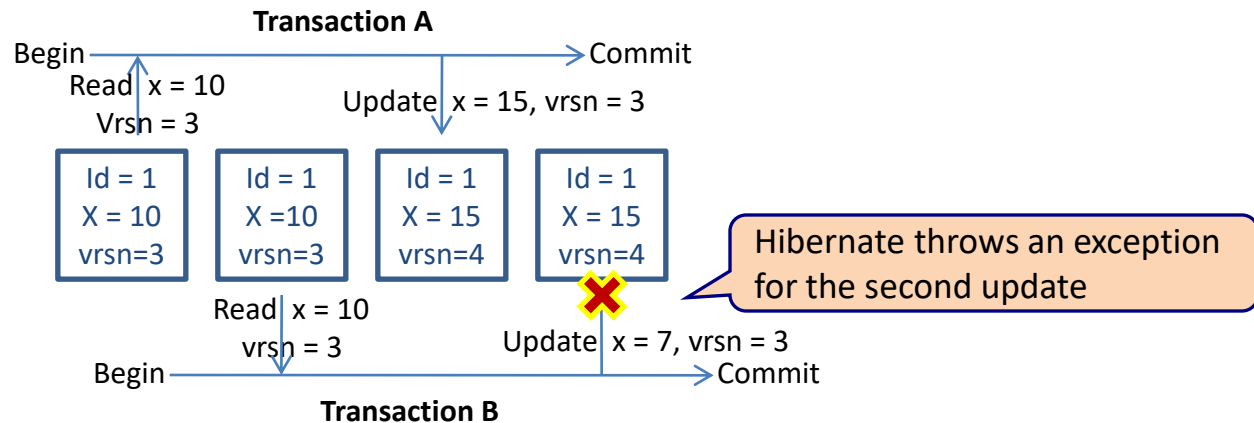 Transaction A
Begin
Commit
Read x = 10
Vrsn = 3
Update x = 15, vrsn = 3
Id = 1
X = 10
vrsn=3
Id = 1
X =10
vrsn=3
Id = 1
X = 15
vrsn=4
Id = 1
X = 15
vrsn=4
Hibernate throws an exception
for the second update
Read x = 10
vrsn = 3
Update x = 7, vrsn = 3
Begin
Commit
Transaction B